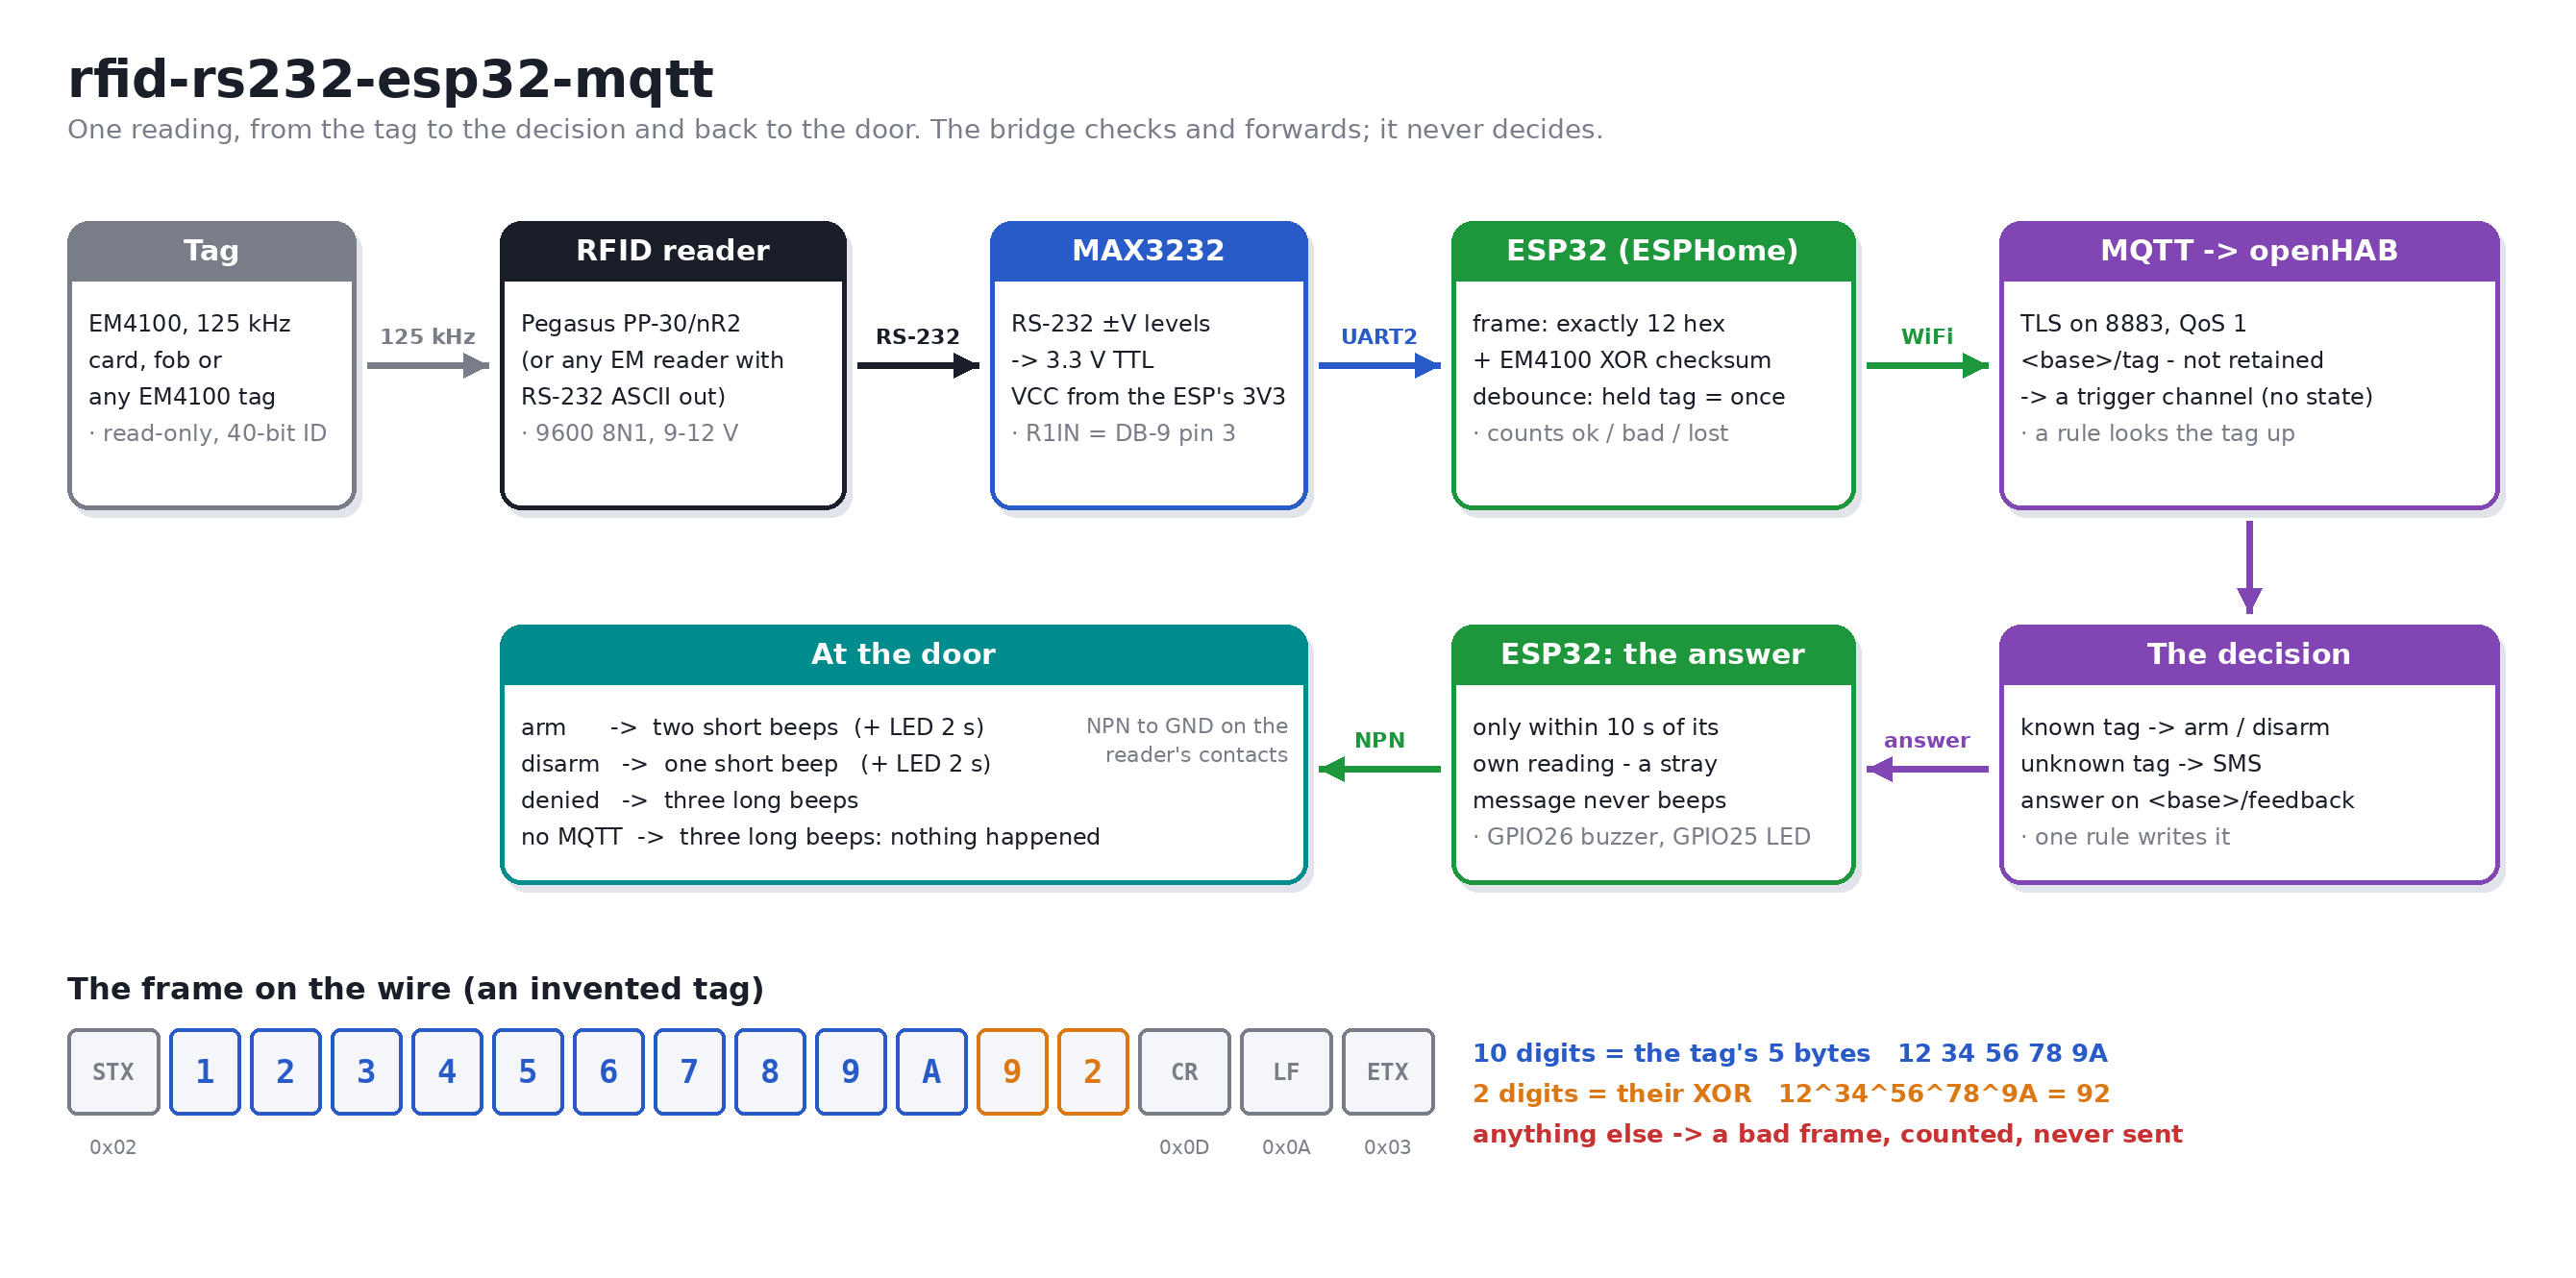 rfid-rs232-esp32-mqtt
One reading, from the tag to the decision and back to the door. The bridge checks and forwards; it never decides.
Tag
EM4100, 125 kHz
card, fob or
any EM4100 tag
· read-only, 40-bit ID
125 kHz
RFID reader
Pegasus PP-30/nR2
(or any EM reader with
RS-232 ASCII out)
· 9600 8N1, 9-12 V
RS-232
MAX3232
RS-232 ±V levels
-> 3.3 V TTL
VCC from the ESP's 3V3
· R1IN = DB-9 pin 3
UART2
ESP32 (ESPHome)
frame: exactly 12 hex
+ EM4100 XOR checksum
debounce: held tag = once
· counts ok / bad / lost
WiFi
MQTT -> openHAB
TLS on 8883, QoS 1
<base>/tag - not retained
-> a trigger channel (no state)
· a rule looks the tag up
At the door
arm -> two short beeps (+ LED 2 s)
disarm -> one short beep (+ LED 2 s)
denied -> three long beeps
no MQTT -> three long beeps: nothing happened
NPN to GND on the
reader's contacts
NPN
ESP32: the answer
only within 10 s of its
own reading - a stray
message never beeps
· GPIO26 buzzer, GPIO25 LED
answer
The decision
known tag -> arm / disarm
unknown tag -> SMS
answer on <base>/feedback
· one rule writes it
The frame on the wire (an invented tag)
STX 1 2 3 4 5 6 7 8 9 A 9 2 CR LF ETX
0x02 0x0D 0x0A 0x03
10 digits = the tag's 5 bytes 12 34 56 78 9A
2 digits = their XOR 12^34^56^78^9A = 92
anything else -> a bad frame, counted, never sent